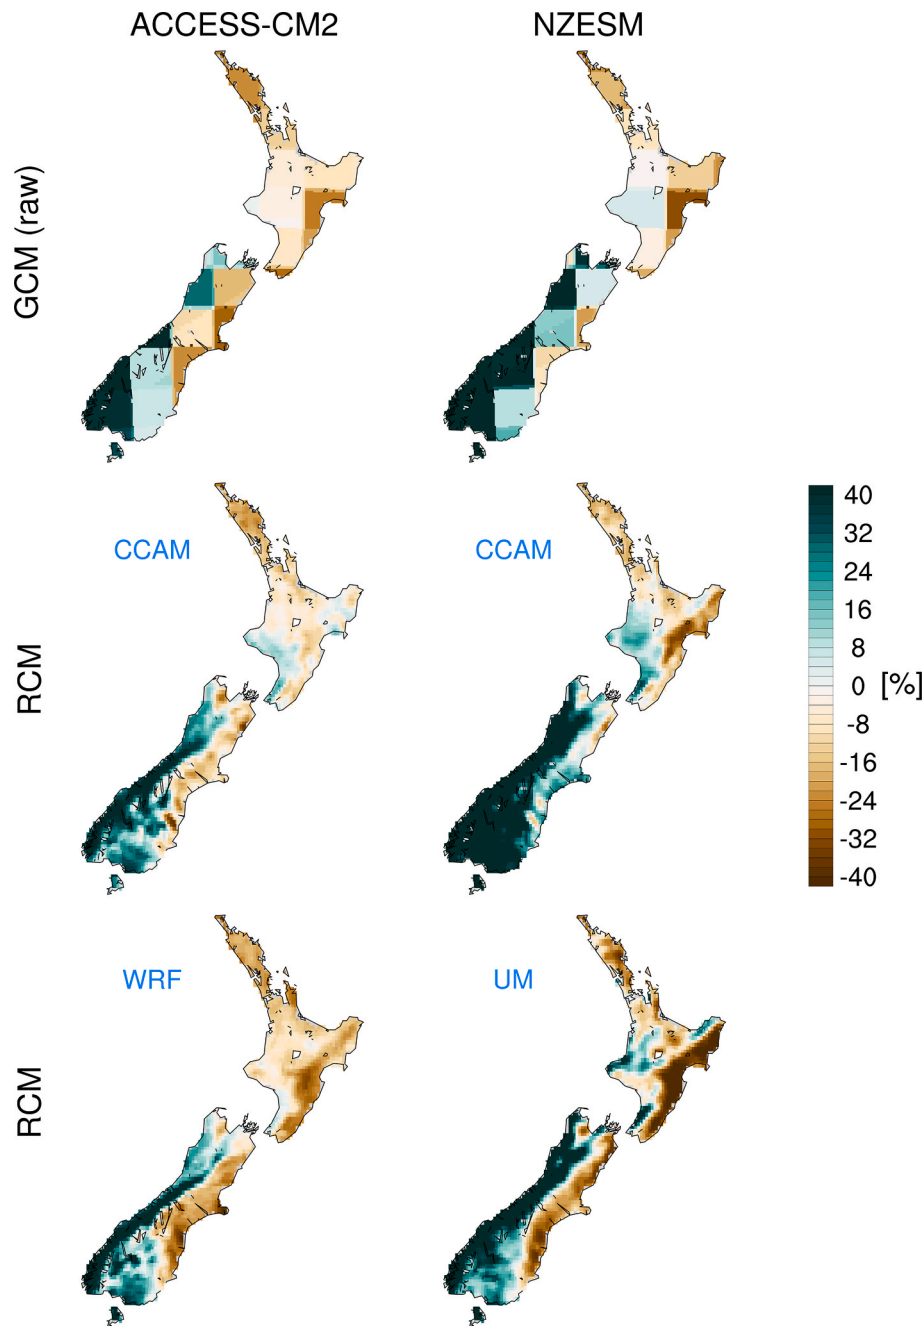 ACCESS-CM2
NZESM
GCM (raw)
CCAM
CCAM
RCM
40
32
24
16
8
0
-8
-16
-24
-32
-40
[%]
WRF
UM
RCM